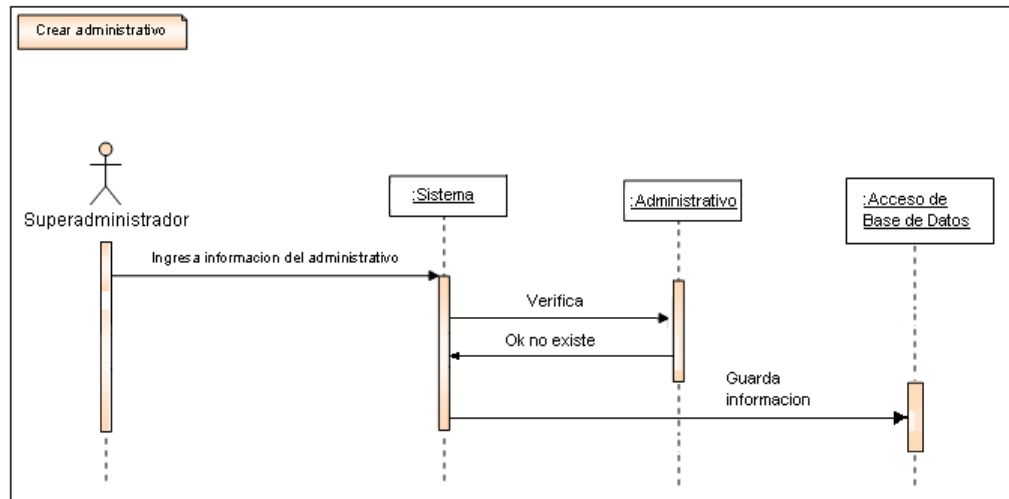 Crear administrativo
Superadministrador
:Sistema
:Administrativo
:Acceso de
Base de Datos
Ingresa informacion del administrativo
Verifica
Ok no existe
Guarda
informacion